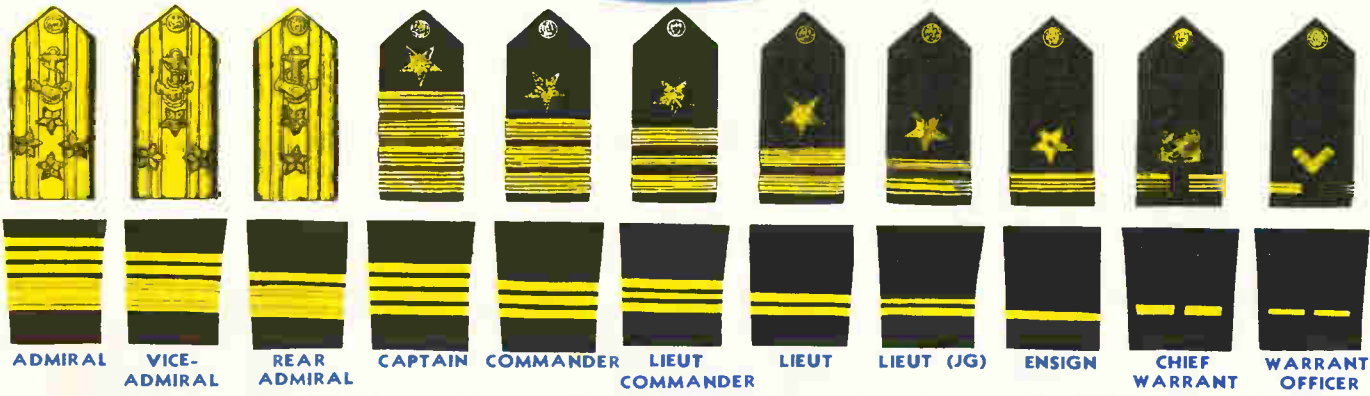 ADMIRAL
VICE-
ADMIRAL
REAR
ADMIRAL
CAPTAIN
COMMANDER
LIEUT
COMMANDER
LIEUT
LIEUT (JG)
ENSIGN
CHIEF
WARRANT
WARRANT
OFFICER